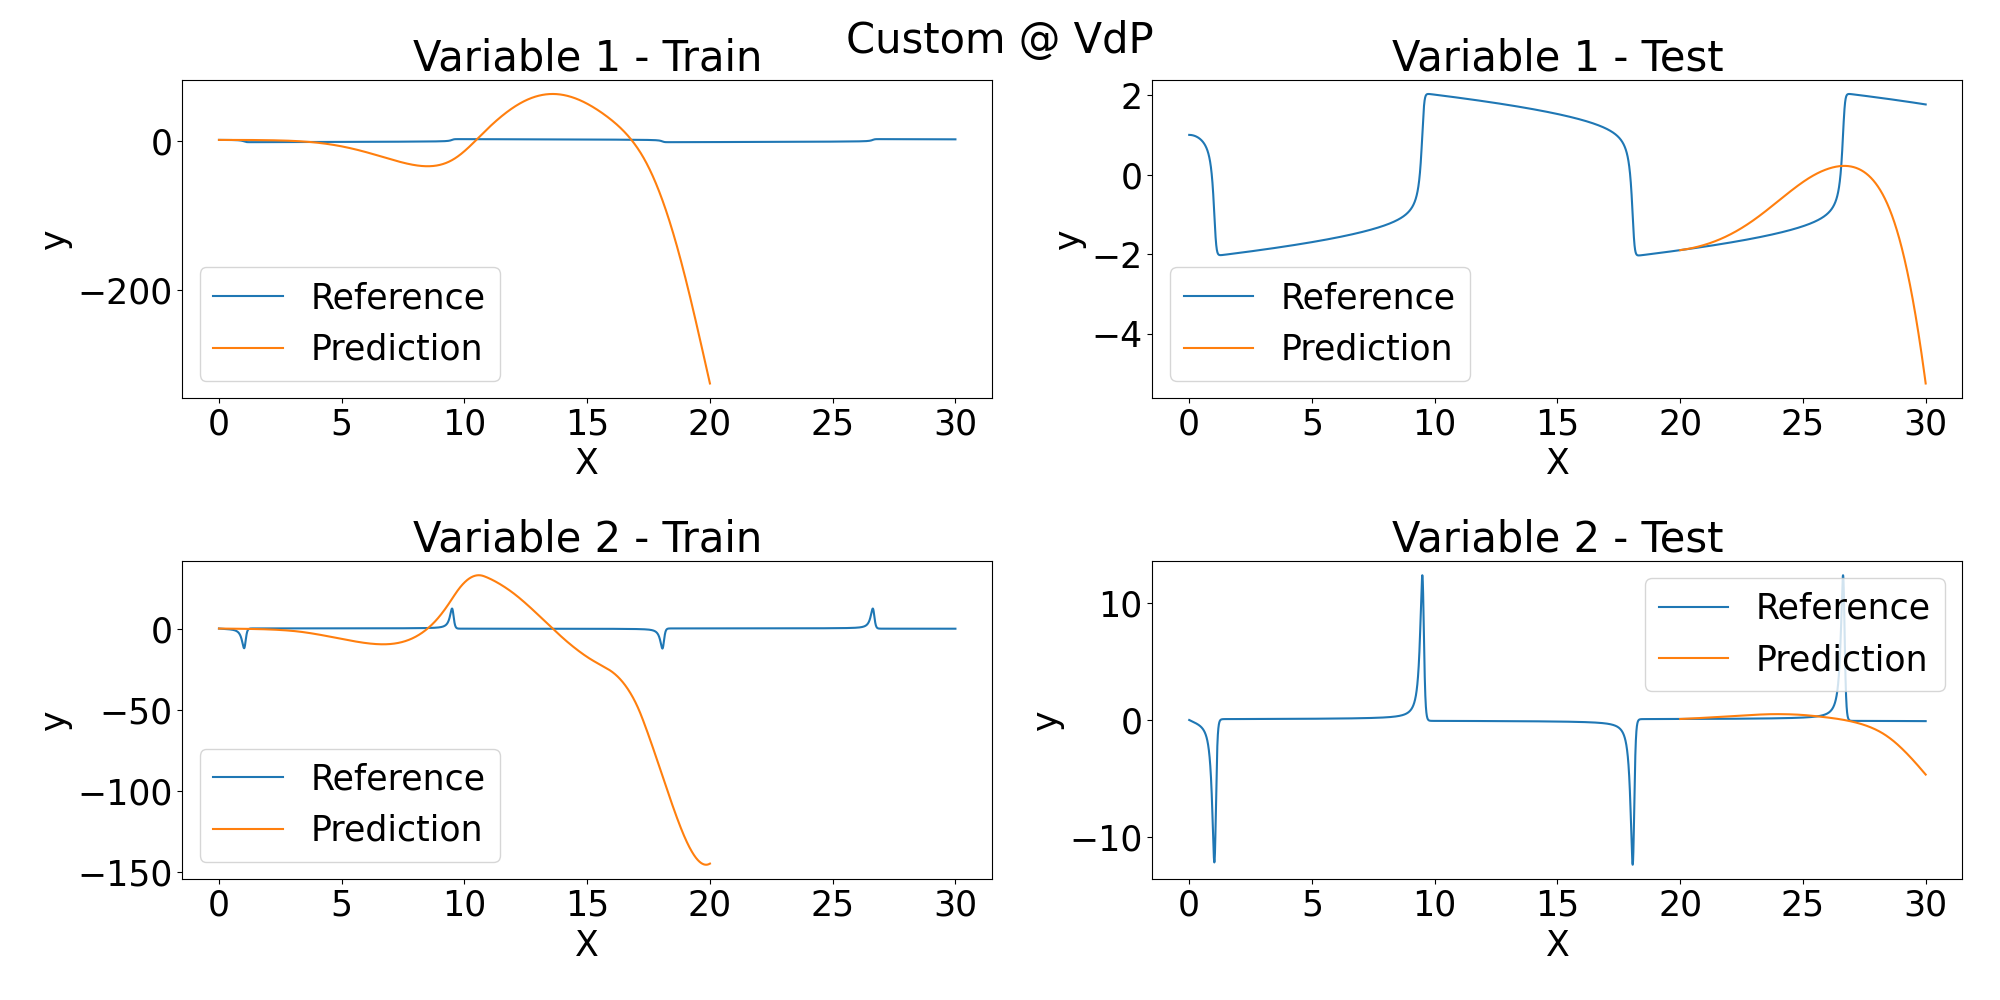 Custom @ VdP
Variable 1 - Train
y
0
−200
Reference
Prediction
0 5 10 15 20 25 30
X
Variable 1 - Test
y
2
0
−2
−4
Reference
Prediction
0 5 10 15 20 25 30
X
Variable 2 - Train
y
0
−50
−100
−150
Reference
Prediction
0 5 10 15 20 25 30
X
Variable 2 - Test
y
10
0
−10
Reference
Prediction
0 5 10 15 20 25 30
X